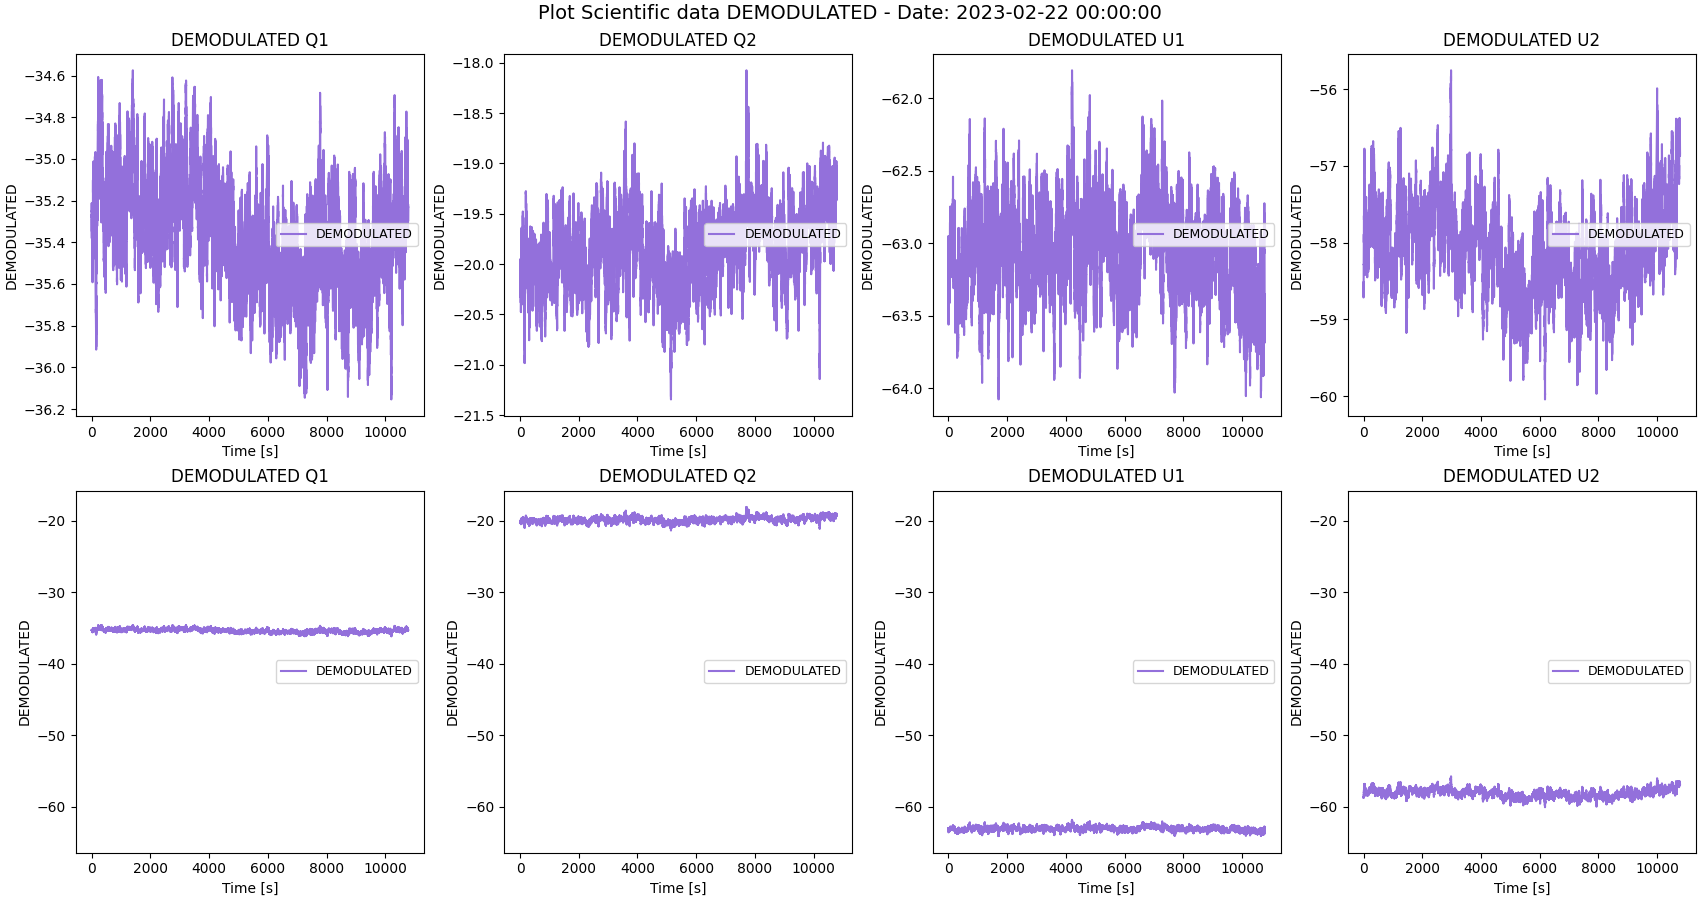 Plot Scientific data DEMODULATED - Date: 2023-02-22 00:00:00
DEMODULATED Q1
DEMODULATED
−34.6
−34.8
−35.0
−35.2
−35.4
−35.6
−35.8
−36.0
−36.2
DEMODULATED
0 2000 4000 6000 8000 10000
Time [s]
DEMODULATED Q2
DEMODULATED
−18.0
−18.5
−19.0
−19.5
−20.0
−20.5
−21.0
−21.5
DEMODULATED
0 2000 4000 6000 8000 10000
Time [s]
DEMODULATED U1
DEMODULATED
−62.0
−62.5
−63.0
−63.5
−64.0
DEMODULATED
0 2000 4000 6000 8000 10000
Time [s]
DEMODULATED U2
DEMODULATED
−56
−57
−58
−59
−60
DEMODULATED
0 2000 4000 6000 8000 10000
Time [s]
DEMODULATED Q1
DEMODULATED
−20
−30
−40
−50
−60
DEMODULATED
0 2000 4000 6000 8000 10000
Time [s]
DEMODULATED Q2
DEMODULATED
−20
−30
−40
−50
−60
DEMODULATED
0 2000 4000 6000 8000 10000
Time [s]
DEMODULATED U1
DEMODULATED
−20
−30
−40
−50
−60
DEMODULATED
0 2000 4000 6000 8000 10000
Time [s]
DEMODULATED U2
DEMODULATED
−20
−30
−40
−50
−60
DEMODULATED
0 2000 4000 6000 8000 10000
Time [s]